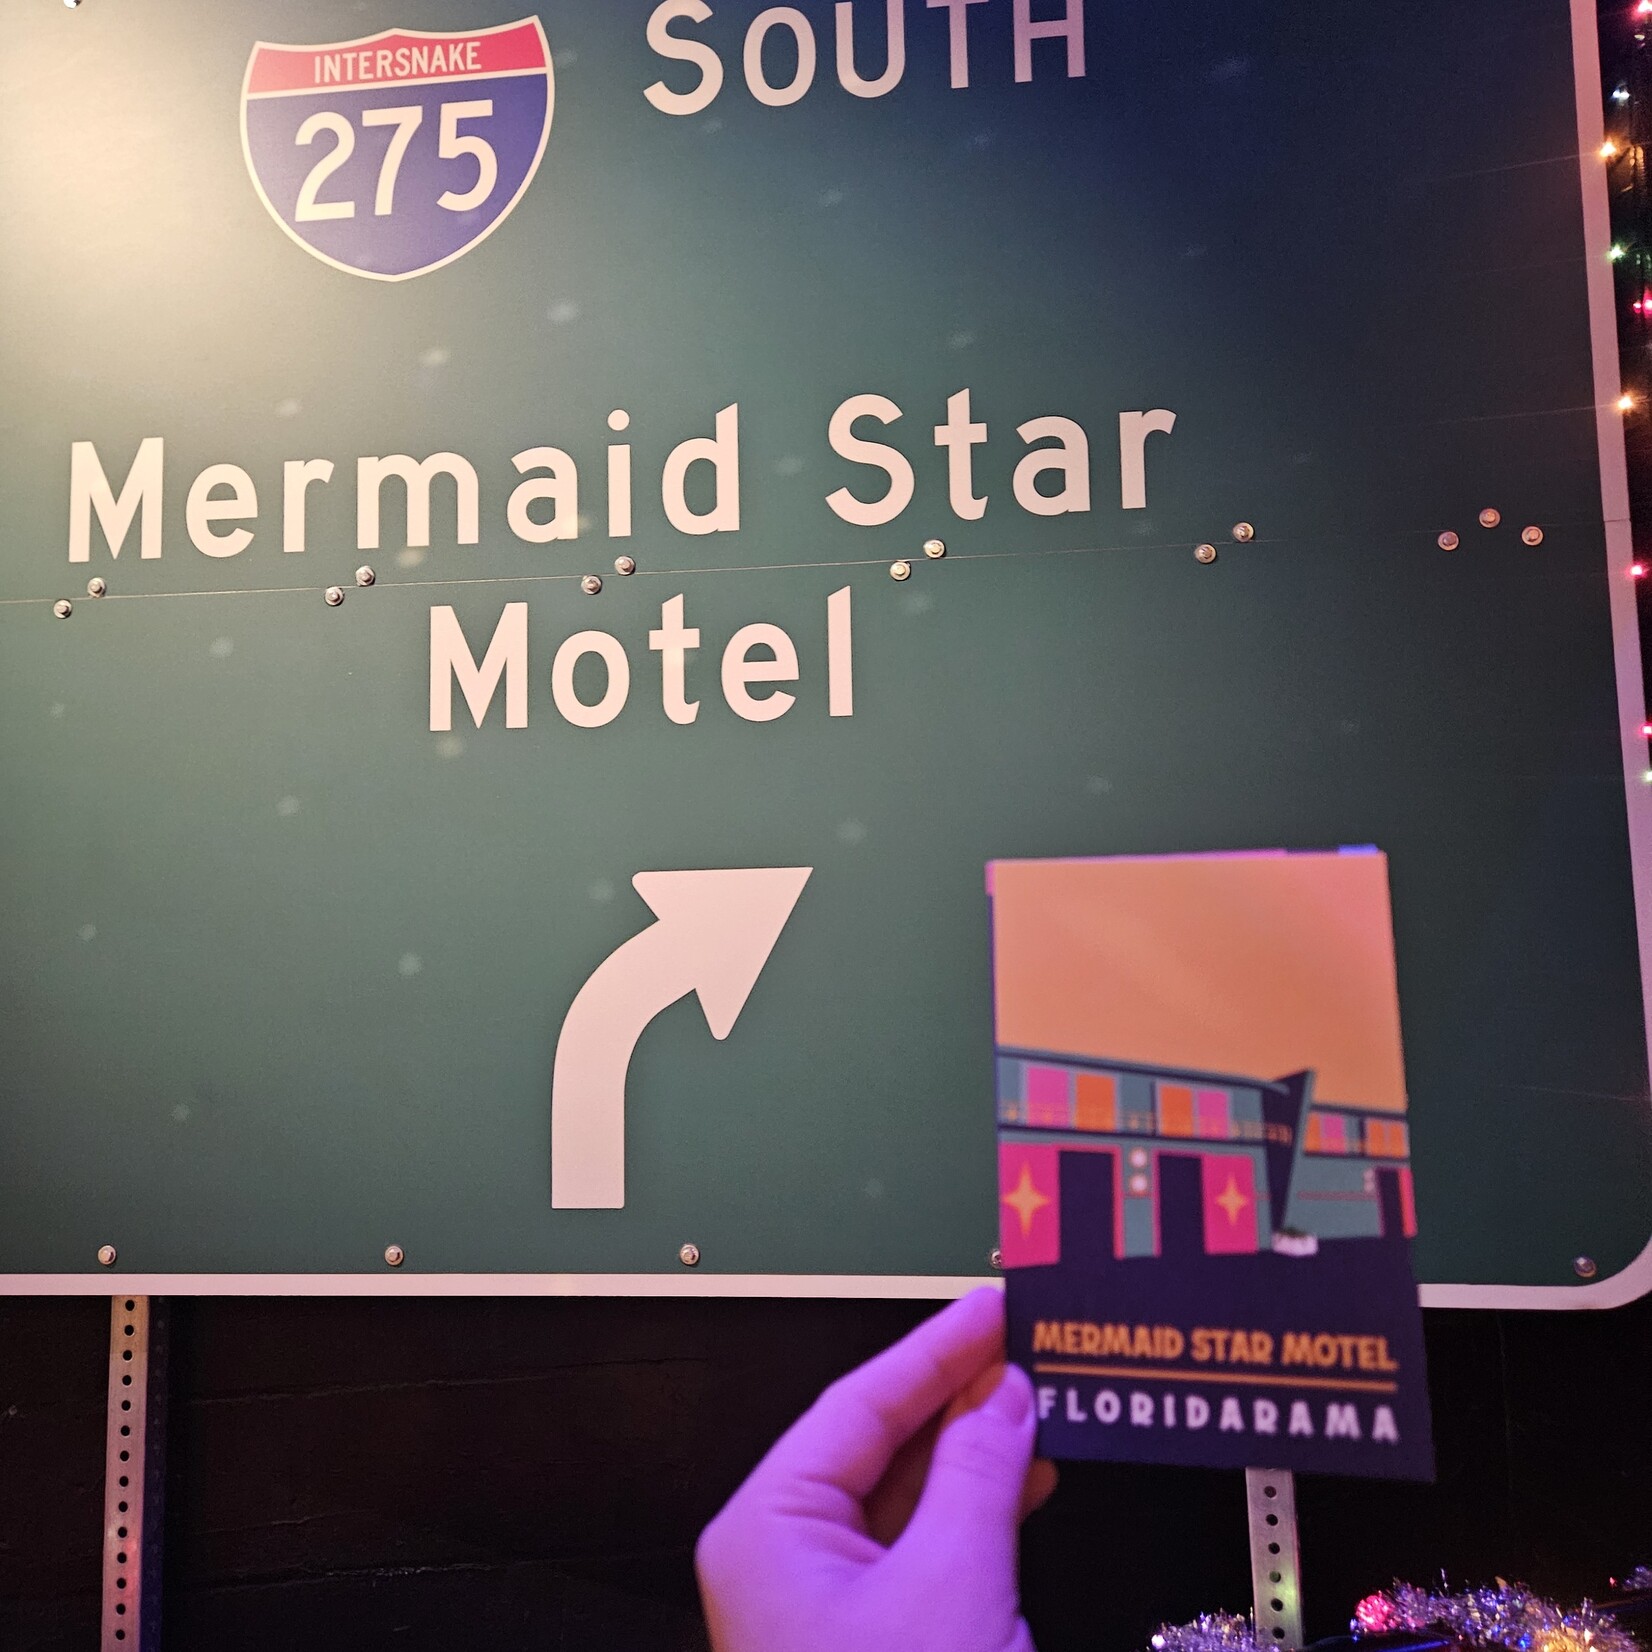 INTERSNAKE
275
SOUTH
Mermaid Star
Motel
MERMAID STAR MOTEL
FLORIDARAMA